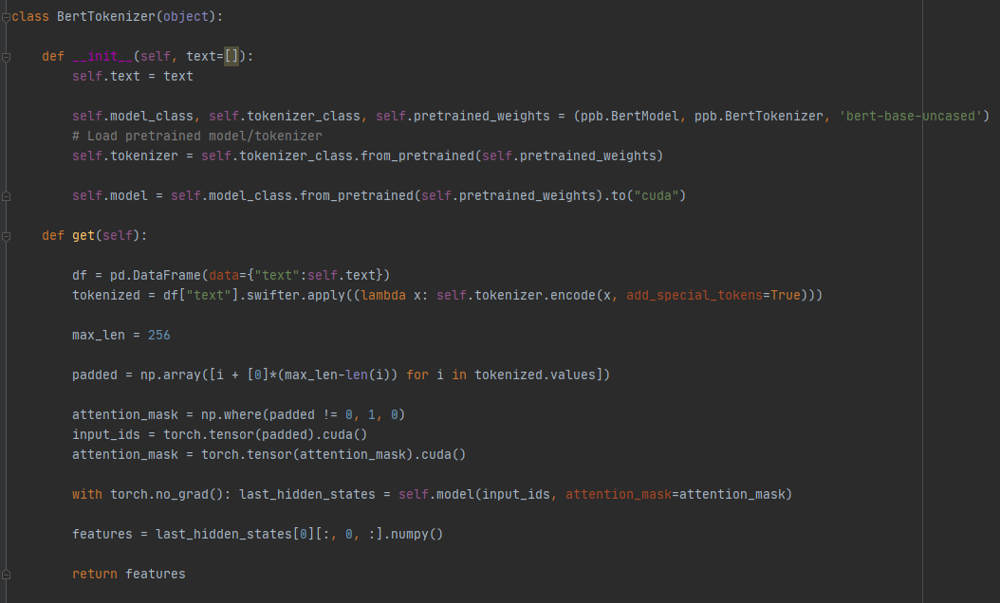 class BertTokenizer(object):
def __init__(self, text=[]):
self.text = text
self.model_class, self.tokenizer_class, self.pretrained_weights = (ppb.BertModel, ppb.BertTokenizer, 'bert-base-uncased')
# Load pretrained model/tokenizer
self.tokenizer = self.tokenizer_class.from_pretrained(self.pretrained_weights)
self.model = self.model_class.from_pretrained(self.pretrained_weights).to("cuda")
def get(self):
df = pd.DataFrame(data={"text":self.text})
tokenized = df["text"].swifter.apply((lambda x: self.tokenizer.encode(x, add_special_tokens=True)))
max_len = 256
padded = np.array([i + [0]*(max_len-len(i)) for i in tokenized.values])
attention_mask = np.where(padded != 0, 1, 0)
input_ids = torch.tensor(padded).cuda()
attention_mask = torch.tensor(attention_mask).cuda()
with torch.no_grad(): last_hidden_states = self.model(input_ids, attention_mask=attention_mask)
features = last_hidden_states[0][:, 0, :].numpy()
return features